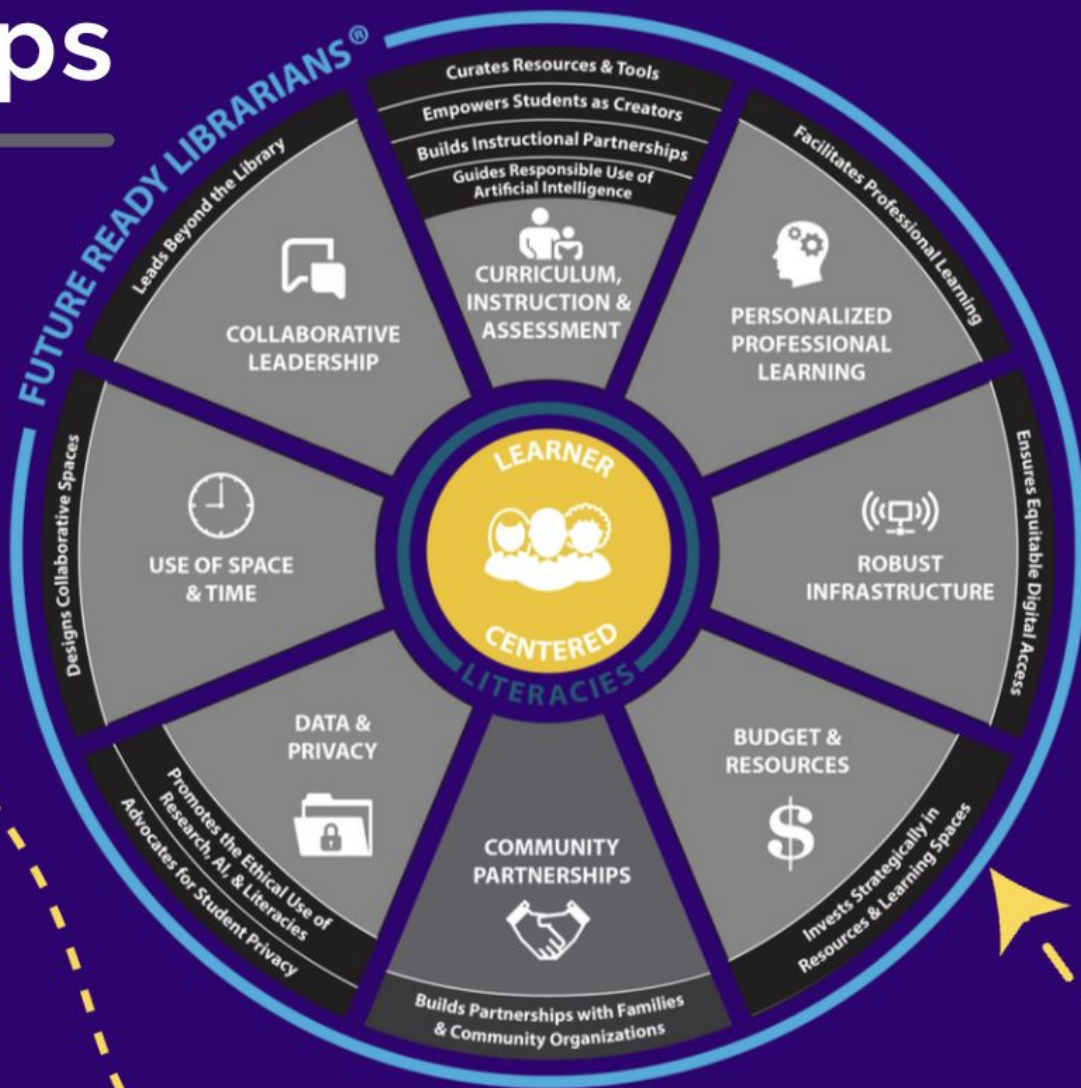 ps
FUTURE READY LIBRARIANS®
Curates Resources & Tools
Empowers Students as Creators
Builds Instructional Partnerships
Guides Responsible Use of
Artificial Intelligence
CURRICULUM,
INSTRUCTION &
ASSESSMENT
Facilitates Professional Learning
PERSONALIZED
PROFESSIONAL
LEARNING
Ensures Equitable Digital Access
ROBUST
INFRASTRUCTURE
BUDGET &
RESOURCES
$
Invests Strategically in
Resources & Learning Spaces
COMMUNITY
PARTNERSHIPS
Builds Partnerships with Families
& Community Organizations
DATA &
PRIVACY
Promotes the Ethical Use of
Research, AI, & Literacies
Advocates for Student Privacy
Designs Collaborative Spaces
USE OF SPACE
& TIME
Leads Beyond the Library
COLLABORATIVE
LEADERSHIP
LEARNER
CENTERED
LITERACIES